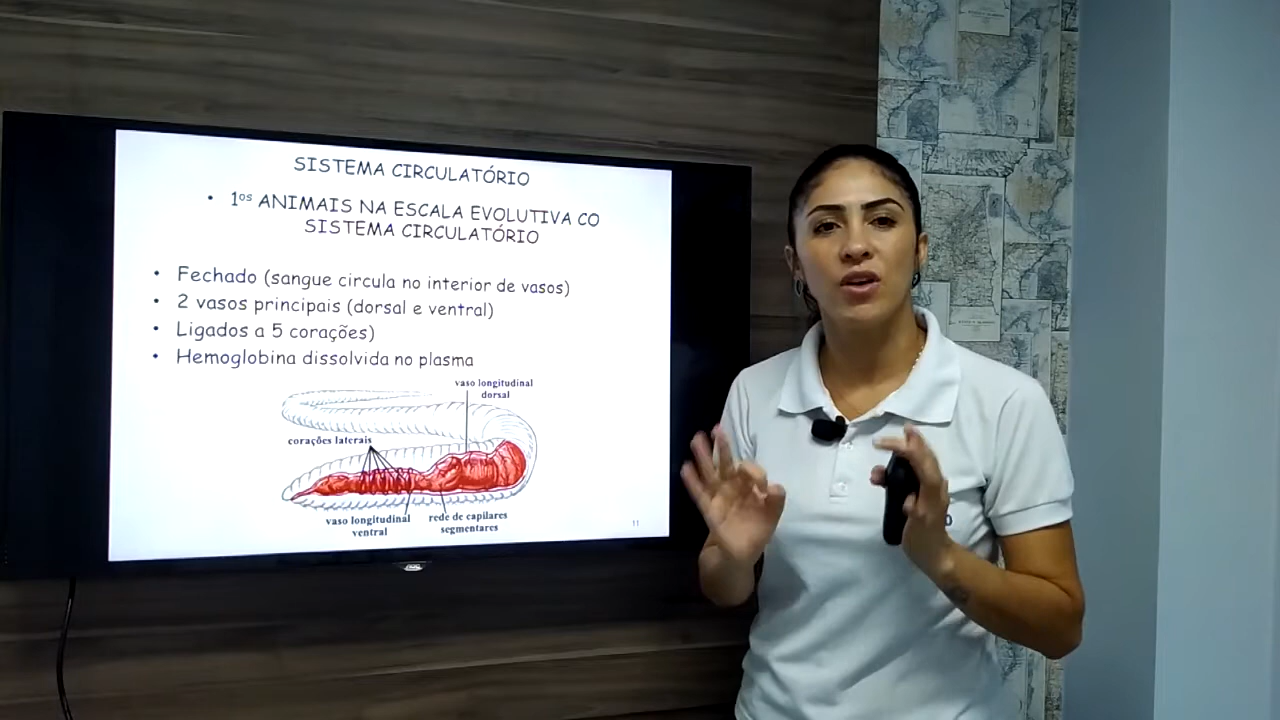 SISTEMA CIRCULATÓRIO
• 1ºˢ ANIMAIS NA ESCALA EVOLUTIVA CO
SISTEMA CIRCULATÓRIO
• Fechado (sangue circula no interior de vasos)
• 2 vasos principais (dorsal e ventral)
• Ligados a 5 corações)
• Hemoglobina dissolvida no plasma
vaso longitudinal
dorsal
corações laterais
vaso longitudinal
ventral
rede de capilares
segmentares
11